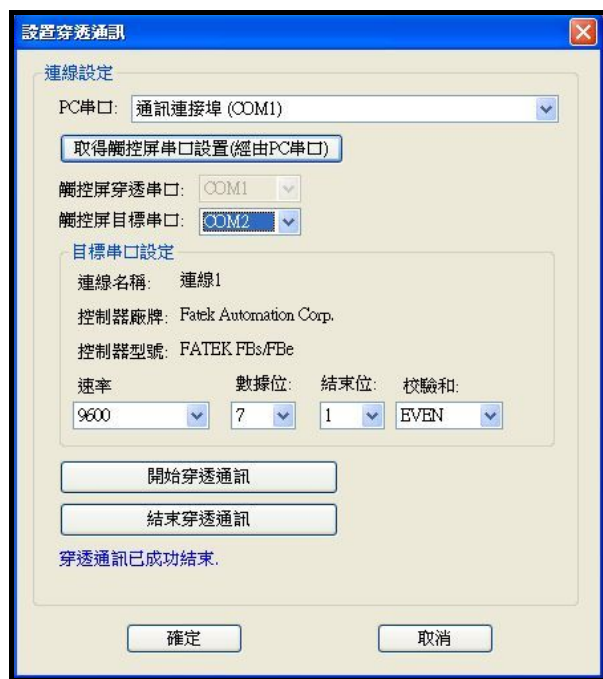 設置穿透通訊
連線設定
PC串口: 通訊連接埠 (COM1)
取得觸控屏串口設置(經由PC串口)
觸控屏穿透串口: COM1
觸控屏目標串口: COM2
目標串口設定
連線名稱: 連線1
控制器廠牌: Fatek Automation Corp.
控制器型號: FATEK FBs/FBe
速率 數據位: 結束位: 校驗和:
9600 7 1 EVEN
開始穿透通訊
結束穿透通訊
穿透通訊已成功結束.
確定 取消